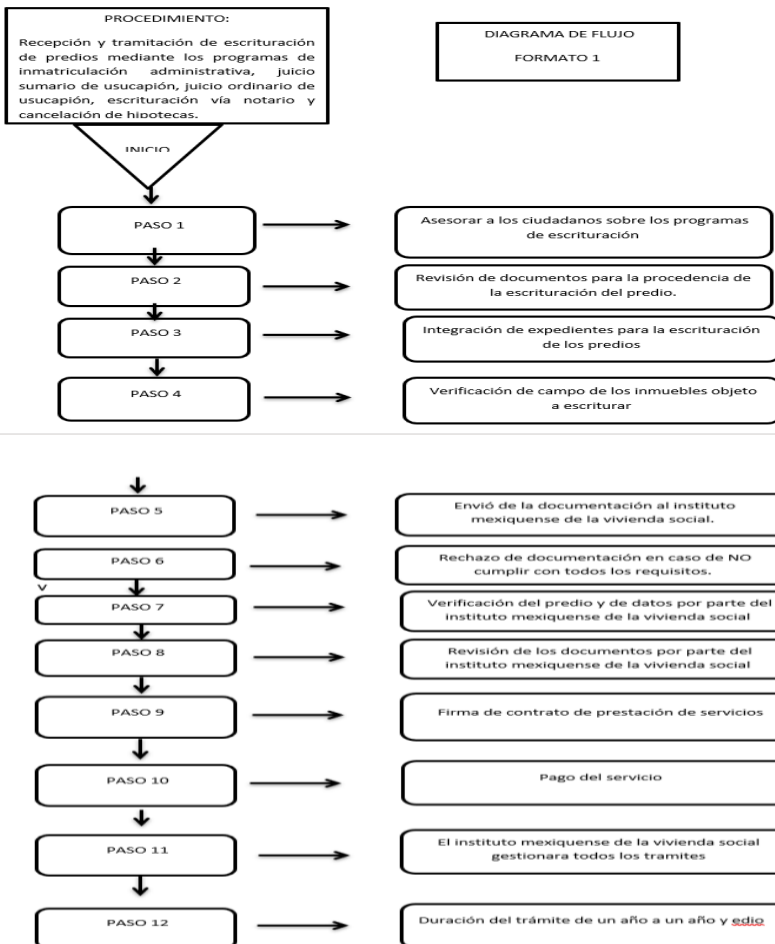 PROCEDIMIENTO:
Recepción y tramitación de escrituración
de predios mediante los programas de
inmatriculación administrativa, juicio
sumario de usucapión, juicio ordinario de
usucapión, escrituración vía notario y
cancelación de hipotecas.
DIAGRAMA DE FLUJO
FORMATO 1
INICIO
PASO 1
Asesorar a los ciudadanos sobre los programas
de escrituración
PASO 2
Revisión de documentos para la procedencia de
la escrituración del predio.
PASO 3
Integración de expedientes para la escrituración
de los predios
PASO 4
Verificación de campo de los inmuebles objeto
a escriturar
PASO 5
Envió de la documentación al instituto
mexiquense de la vivienda social.
PASO 6
Rechazo de documentación en caso de NO
cumplir con todos los requisitos.
v
PASO 7
Verificación del predio y de datos por parte del
instituto mexiquense de la vivienda social
PASO 8
Revisión de los documentos por parte del
instituto mexiquense de la vivienda social
PASO 9
Firma de contrato de prestación de servicios
PASO 10
Pago del servicio
PASO 11
El instituto mexiquense de la vivienda social
gestionara todos los tramites
PASO 12
Duración del trámite de un año a un año y edio